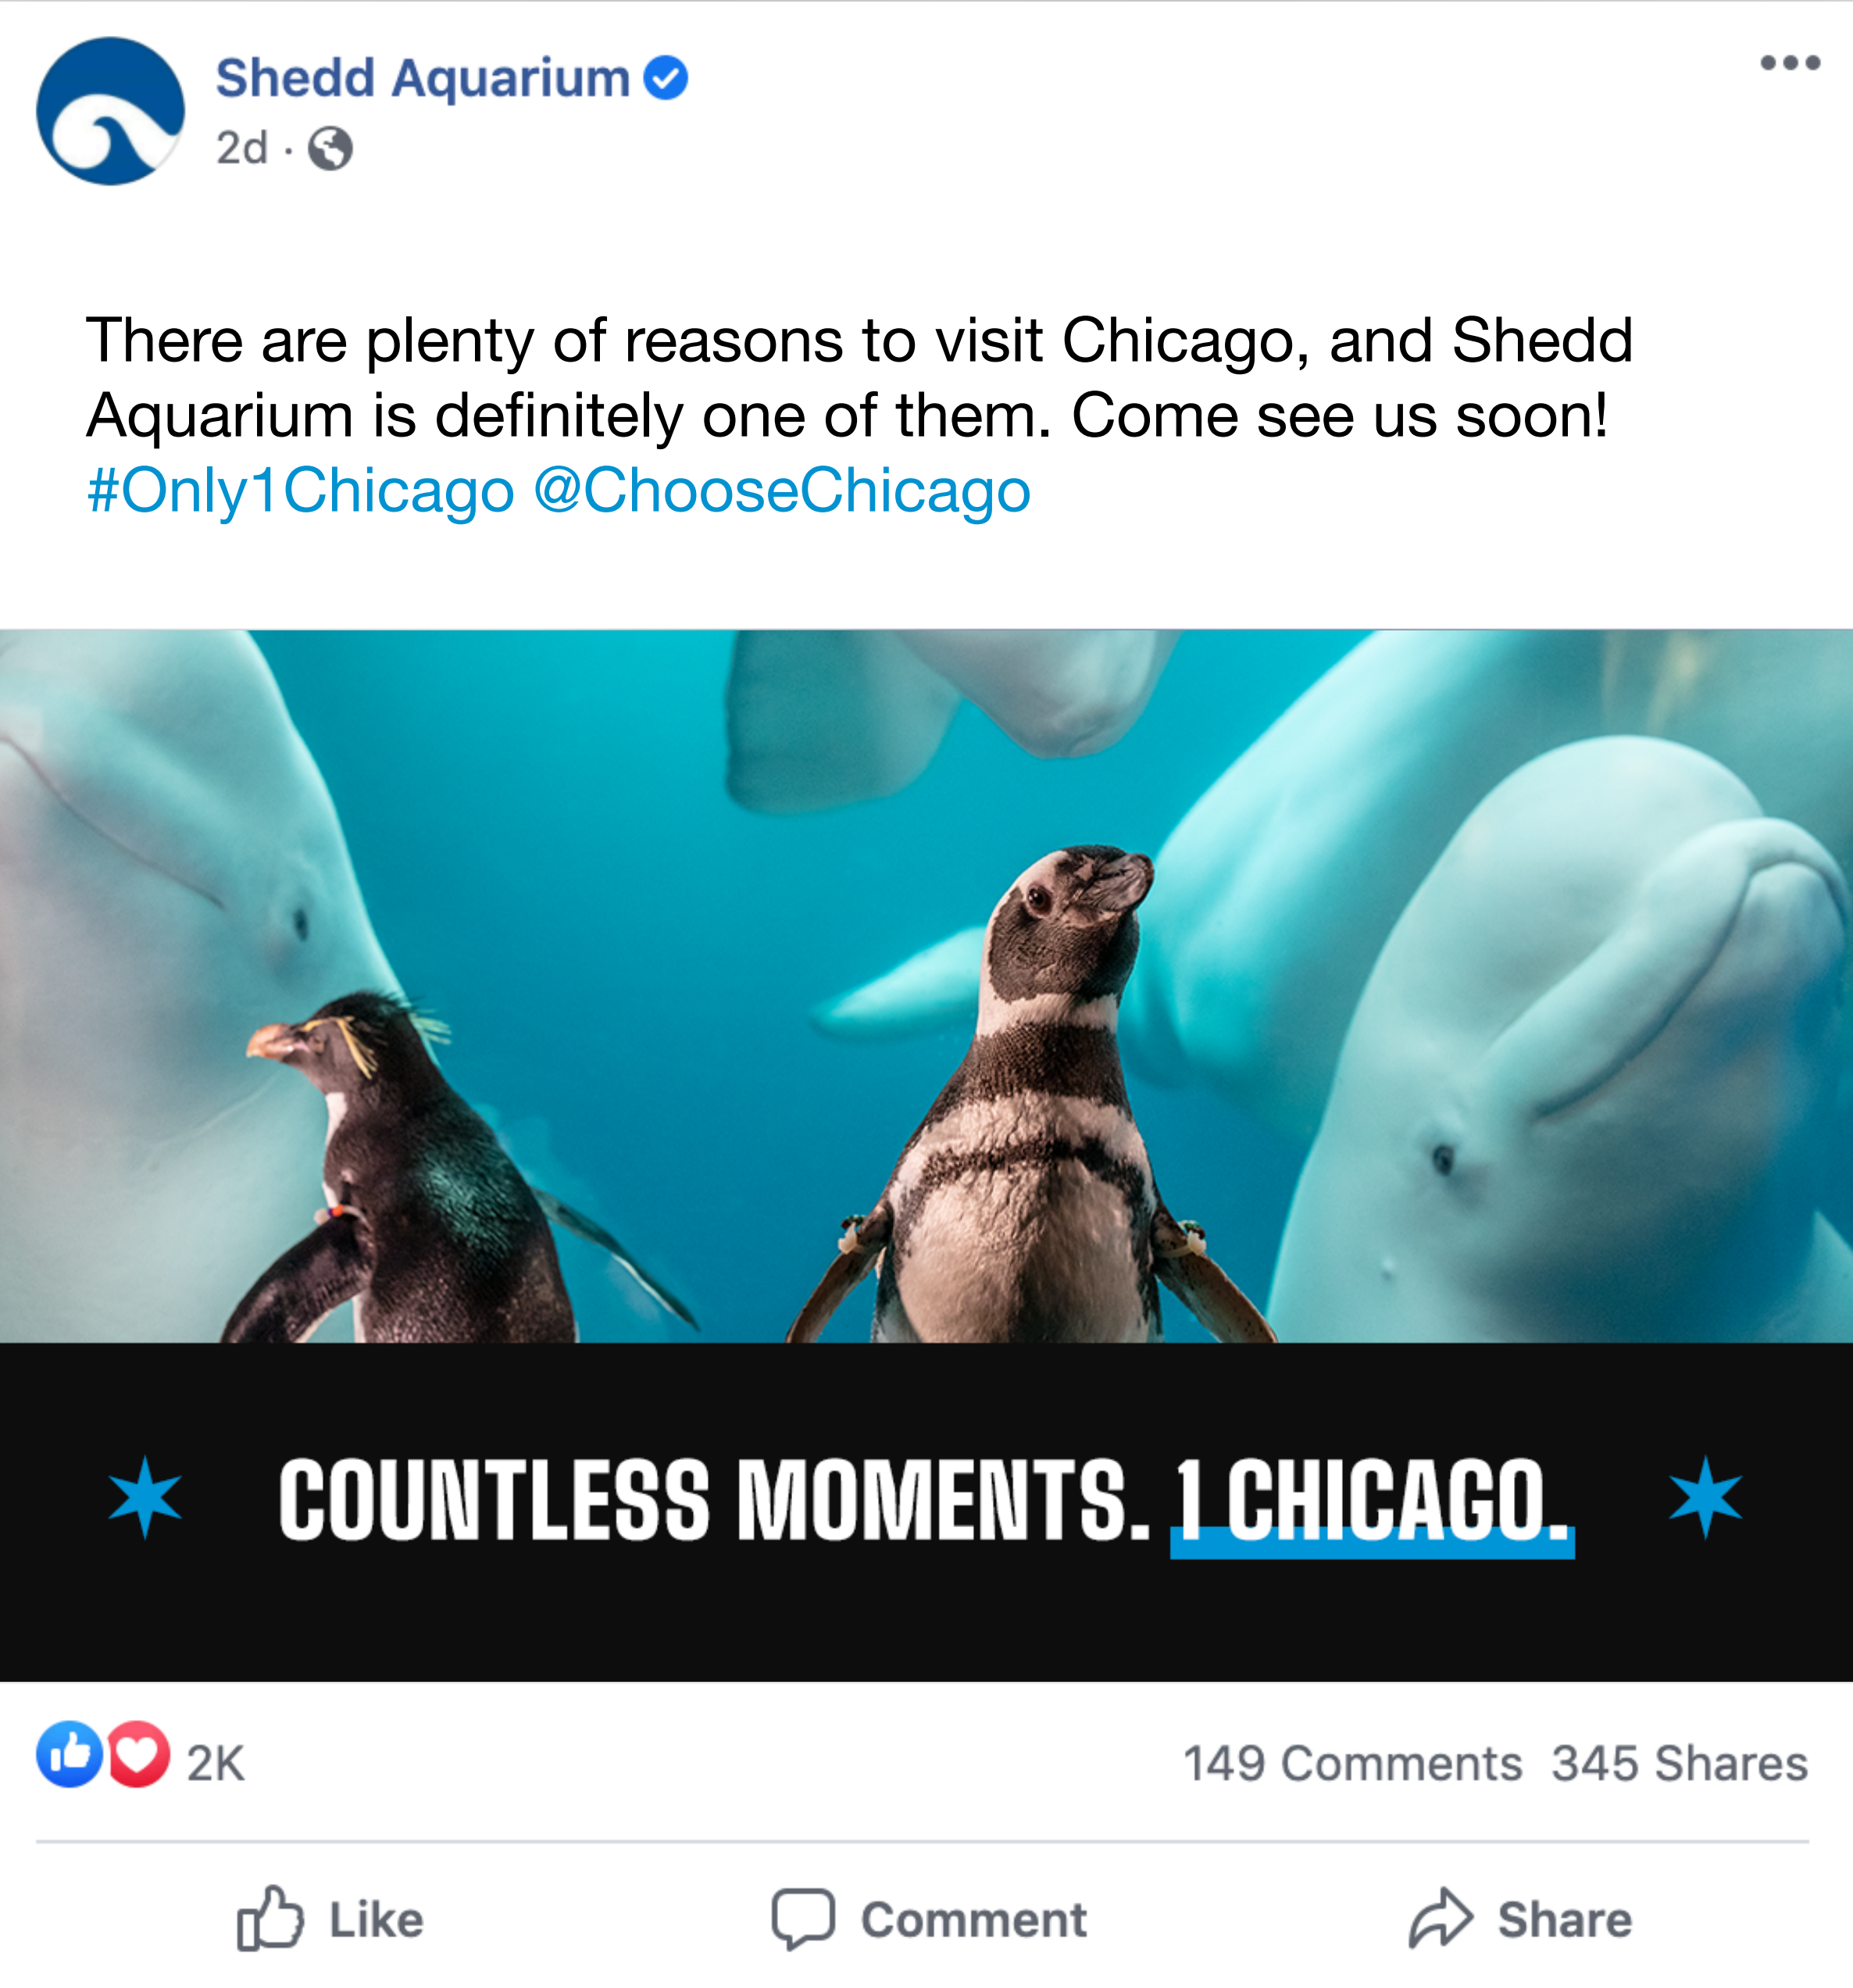 Shedd Aquarium
2d ·
There are plenty of reasons to visit Chicago, and Shedd
Aquarium is definitely one of them. Come see us soon!
#Only1Chicago @ChooseChicago
COUNTLESS MOMENTS. 1 CHICAGO.
2K
149 Comments 345 Shares
Like
Comment
Share